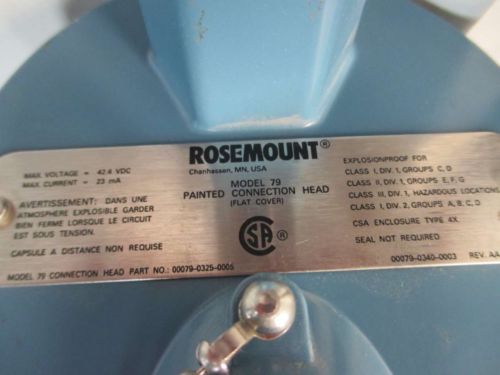 MAX. VOLTAGE = 42.4 VDC
MAX. CURRENT = 23 mA
AVERTISSEMENT: DANS UNE
ATMOSPHERE EXPLOSIBLE GARDER
BIEN FERME LORSQUE LE CIRCUIT
EST SOUS TENSION.
CAPSULE A DISTANCE NON REQUISE
MODEL 79 CONNECTION HEAD PART NO.: 00079-0325-0005
ROSEMOUNT®
Chanhassen, MN, USA
MODEL 79
PAINTED CONNECTION HEAD
(FLAT COVER)
CSA
EXPLOSIONPROOF FOR
CLASS I, DIV. 1, GROUPS C, D
CLASS II, DIV. 1, GROUPS E, F, G
CLASS III, DIV. 1, HAZARDOUS LOCATIONS
CLASS I, DIV. 2, GROUPS A, B, C, D
CSA ENCLOSURE TYPE 4X.
SEAL NOT REQUIRED
00079-0340-0003 REV. AA